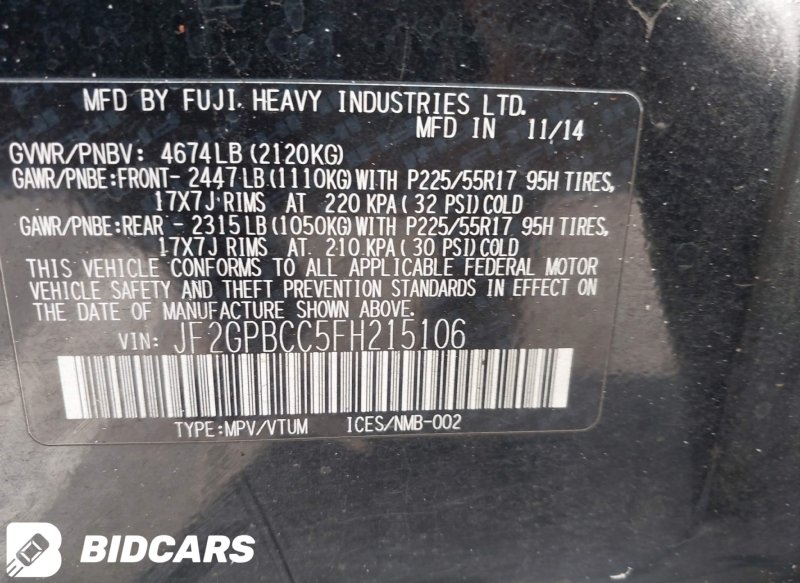 MFD BY FUJI HEAVY INDUSTRIES LTD.
MFD IN 11/14
GVWR/PNBV: 4674LB (2120KG)
GAWR/PNBE:FRONT- 2447LB(1110KG)WITH P225/55R17 95H TIRES,
17X7J RIMS AT 220 KPA( 32 PSI)COLD
GAWR/PNBE:REAR - 2315LB(1050KG)WITH P225/55R17 95H TIRES,
17X7J RIMS AT 210 KPA( 30 PSI)COLD
THIS VEHICLE CONFORMS TO ALL APPLICABLE FEDERAL MOTOR
VEHICLE SAFETY AND THEFT PREVENTION STANDARDS IN EFFECT ON
THE DATE OF MANUFACTURE SHOWN ABOVE.
VIN: JF2GPBCC5FH215106
TYPE:MPV/VTUM ICES/NMB-002
BIDCARS